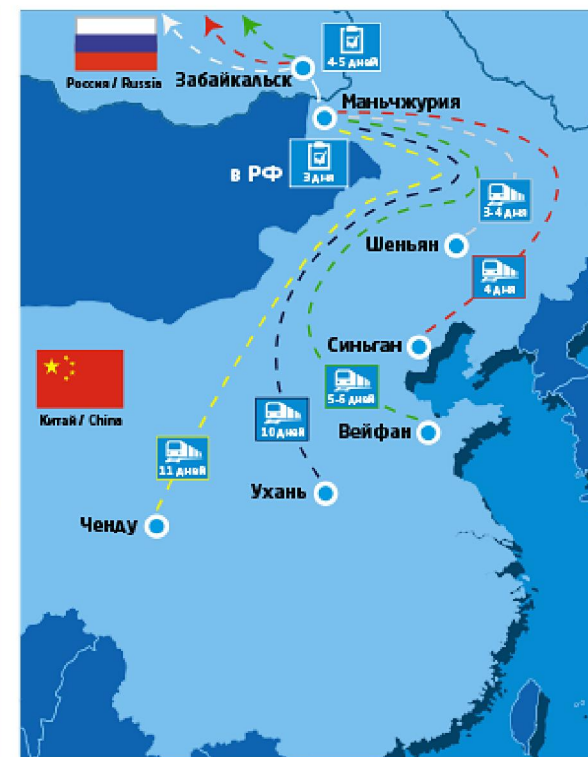 4-5 дней
Забайкальск
Россия / Russia
Маньчжурия
в РФ
3 дня
3-4 дня
Шеньян
4 дня
Синьган
Китай / China
5-6 дней
10 дней
Вейфан
11 дней
Ухань
Ченду